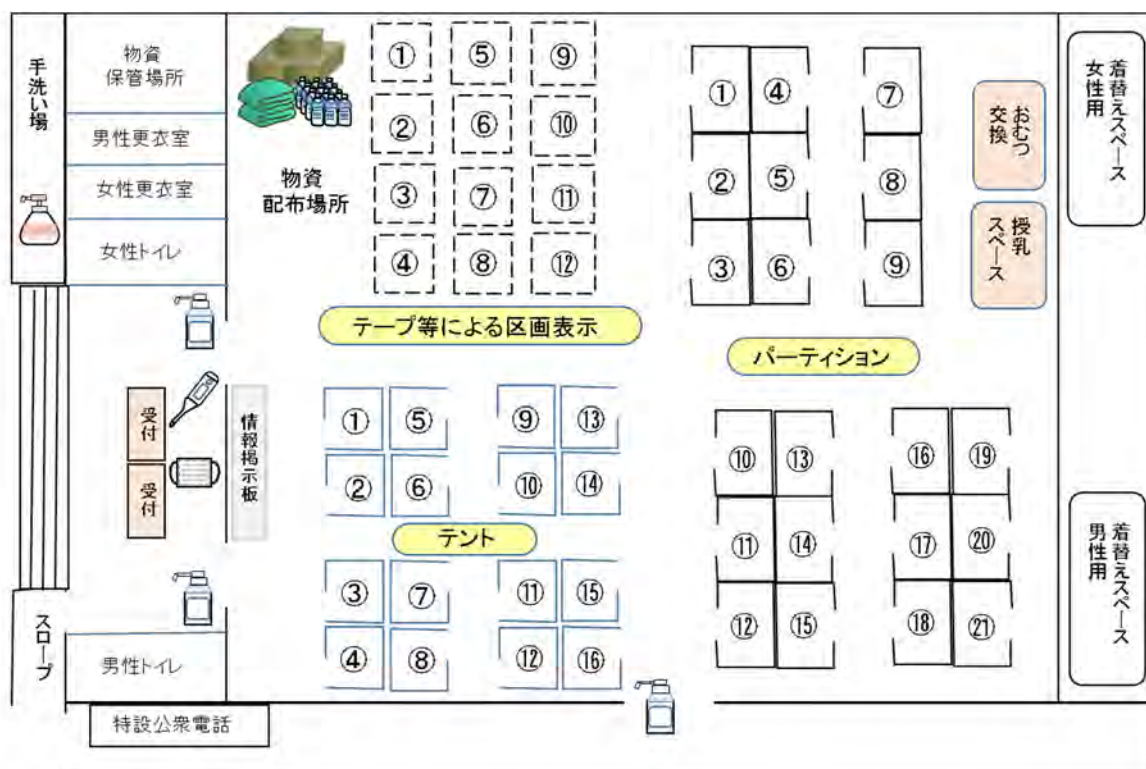 手洗い場
物資
保管場所
男性更衣室
女性更衣室
女性トイレ
物資
配布場所
① ⑤ ⑨
② ⑥ ⑩
③ ⑦ ⑪
④ ⑧ ⑫
テープ等による区画表示
① ④ ⑦
② ⑤ ⑧
③ ⑥ ⑨
パーティション
⑩ ⑬ ⑯ ⑲
⑪ ⑭ ⑰ ⑳
⑫ ⑮ ⑱ ㉑
おむつ
交換
授乳
スペース
着替えスペース
女性用
着替えスペース
男性用
受付
受付
情報掲示板
① ⑤ ⑨ ⑬
② ⑥ ⑩ ⑭
テント
③ ⑦ ⑪ ⑮
④ ⑧ ⑫ ⑯
スロープ
男性トイレ
特設公衆電話